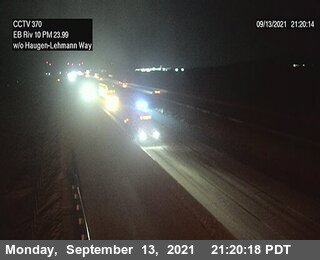 CCTV 370
EB Riv 10 PM 23.99
w/o Haugen-Lehmann Way
09/13/2021 21:20:14
Monday, September 13, 2021 21:20:18 PDT